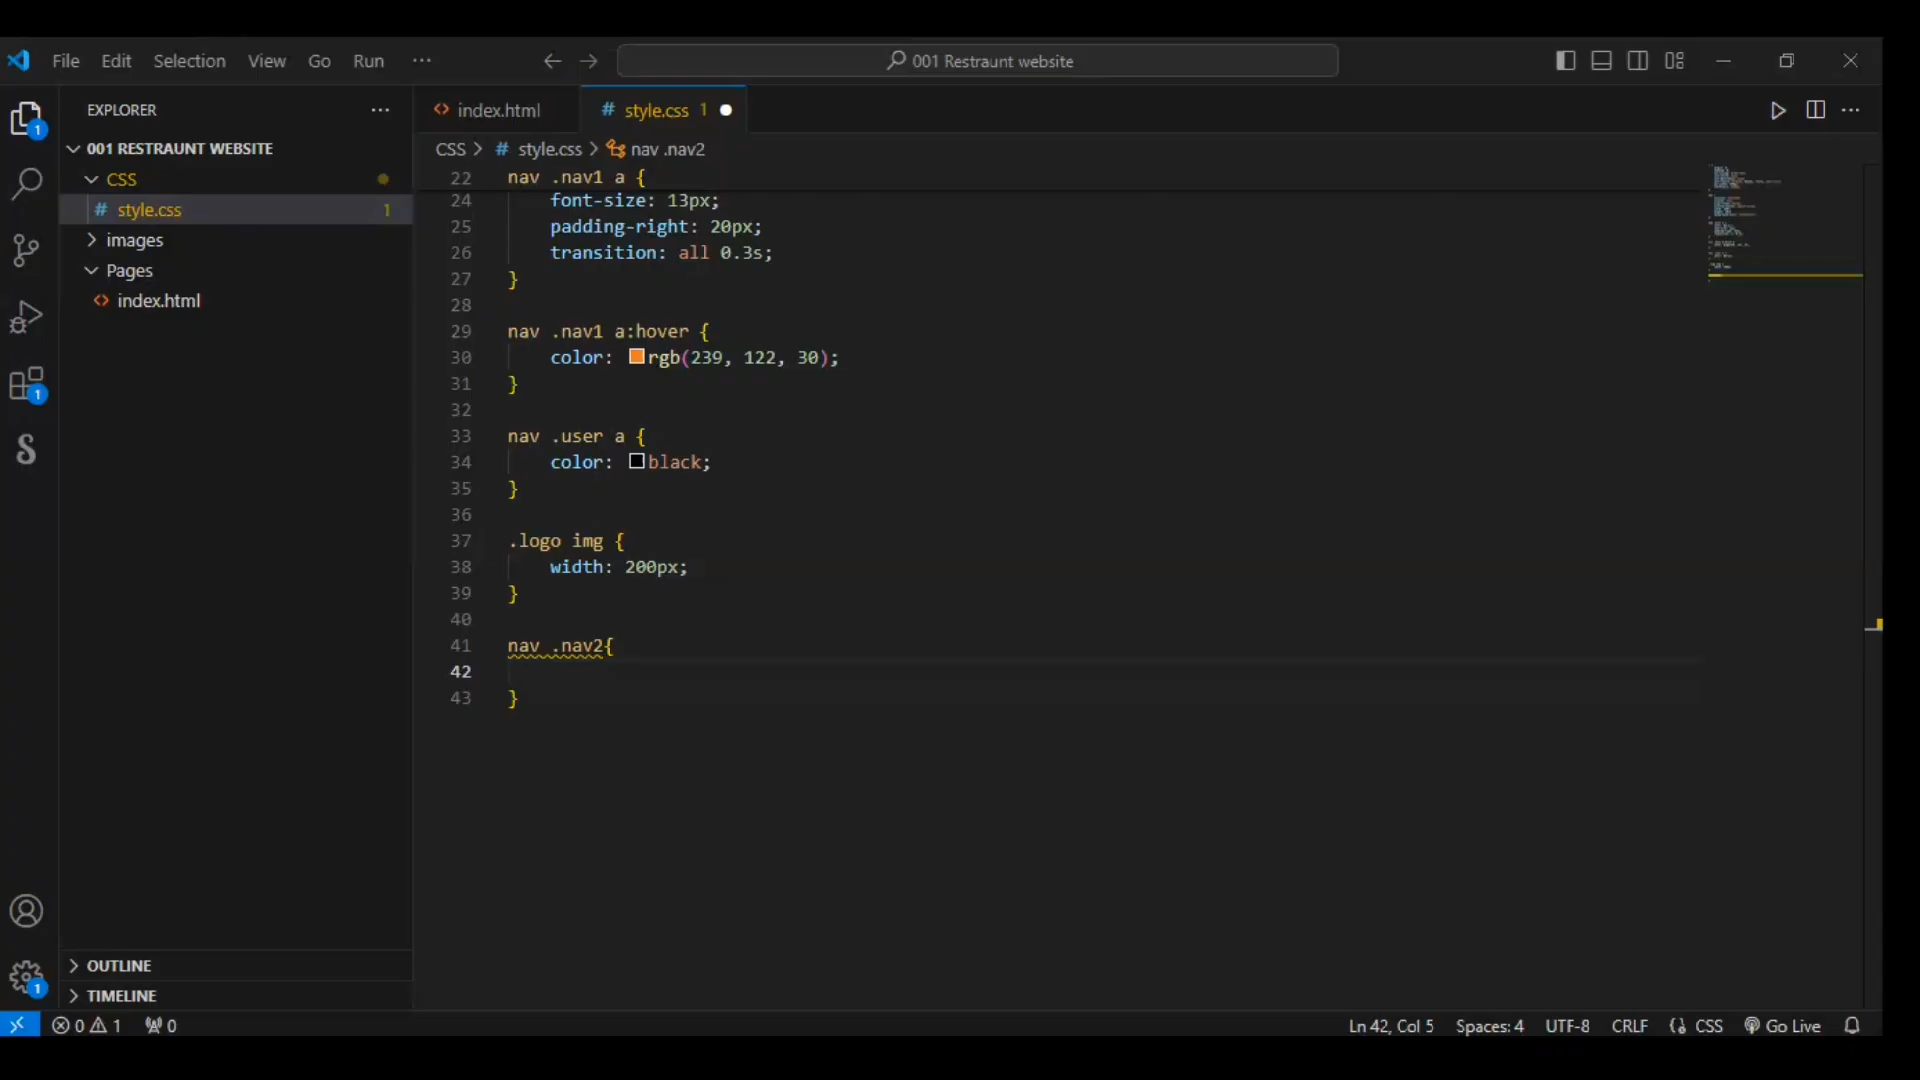 File Edit Selection View Go Run ···
001 Restraunt website
EXPLORER ···
001 RESTRAUNT WEBSITE
CSS
# style.css 1
images
Pages
<> index.html
OUTLINE
TIMELINE
1
1
1
<> index.html
# style.css 1
CSS > # style.css > nav .nav2
22 nav .nav1 a {
24 font-size: 13px;
25 padding-right: 20px;
26 transition: all 0.3s;
27 }
28
29 nav .nav1 a:hover {
30 color: rgb(239, 122, 30);
31 }
32
33 nav .user a {
34 color: black;
35 }
36
37 .logo img {
38 width: 200px;
39 }
40
41 nav .nav2{
42
43 }
0 1 0
Ln 42, Col 5 Spaces: 4 UTF-8 CRLF {} CSS Go Live